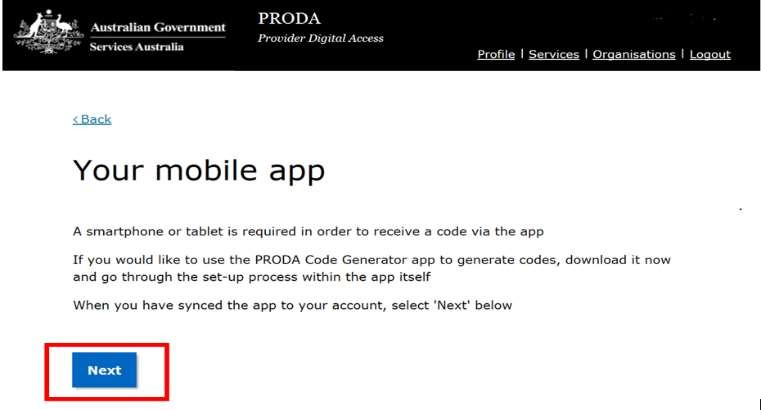 Australian Government
Services Australia
PRODA
Provider Digital Access
Profile | Services | Organisations | Logout
< Back
Your mobile app
A smartphone or tablet is required in order to receive a code via the app
If you would like to use the PRODA Code Generator app to generate codes, download it now
and go through the set-up process within the app itself
When you have synced the app to your account, select 'Next' below
Next